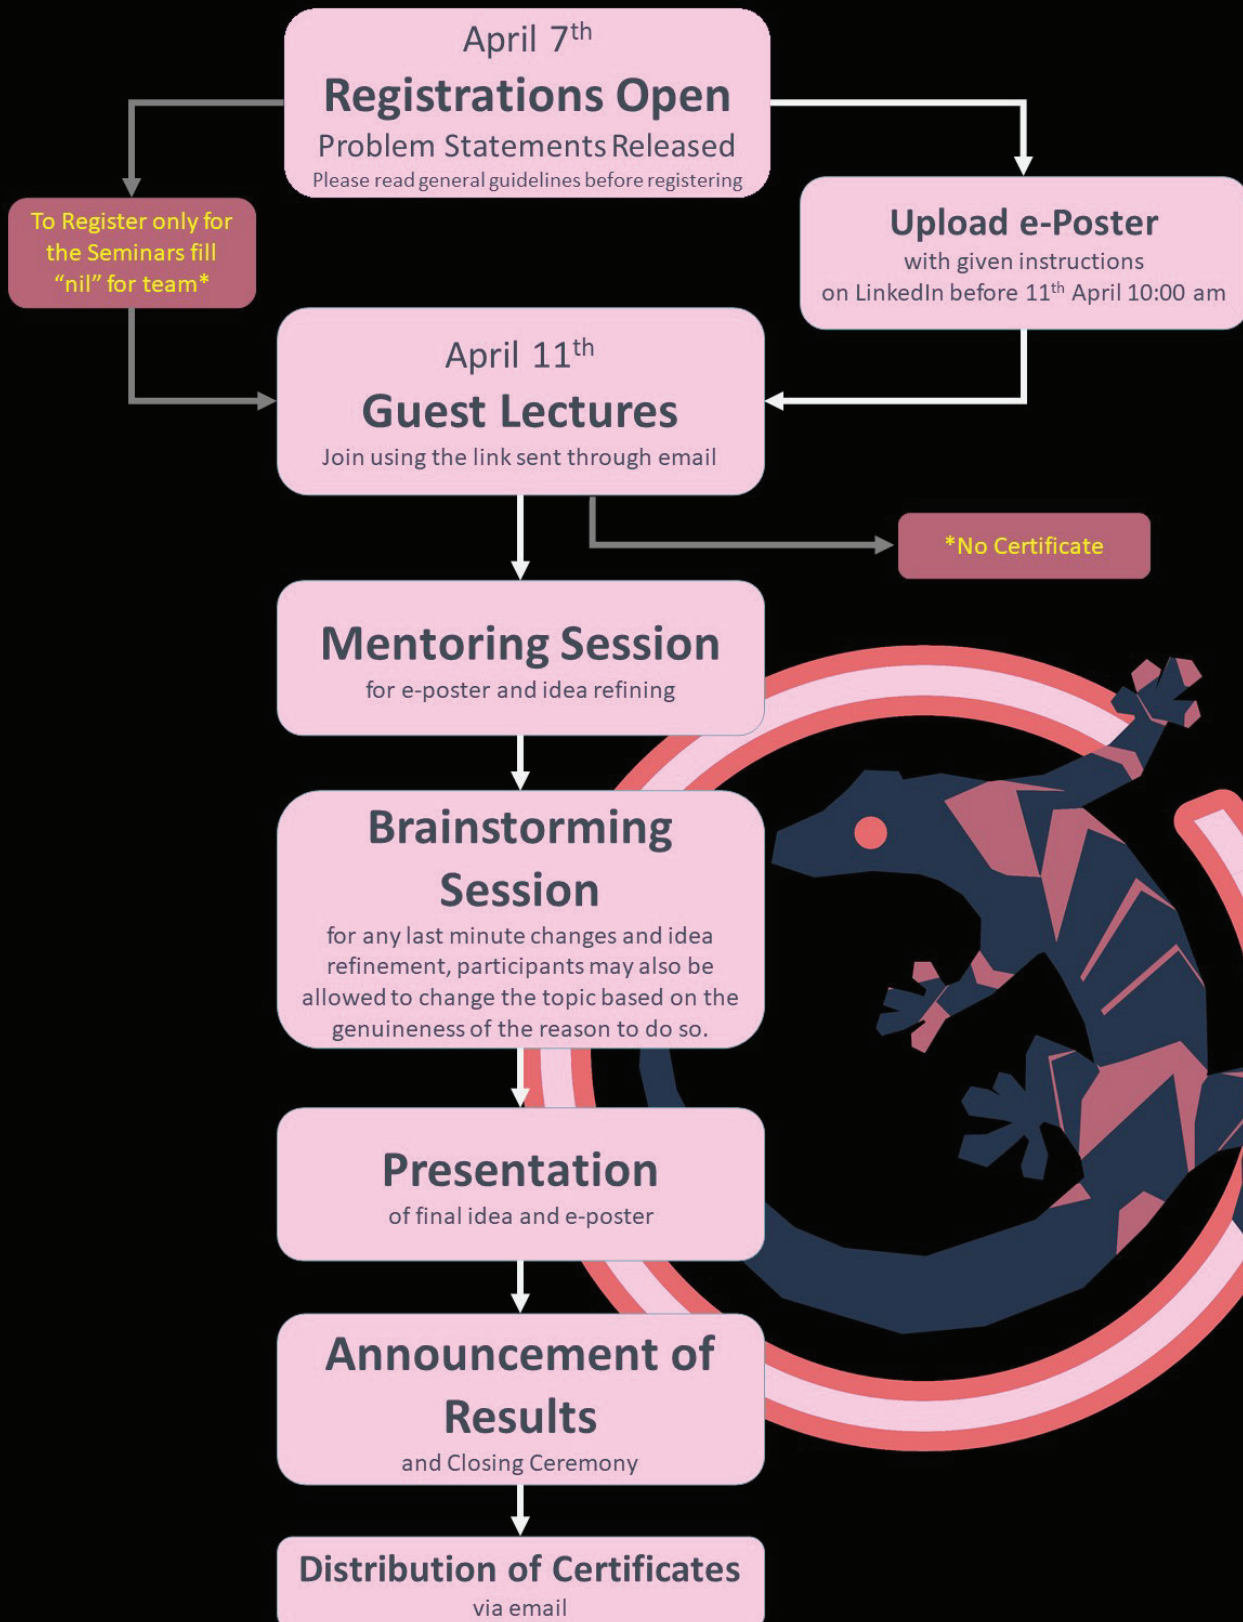 April 7th
Registrations Open
Problem Statements Released
Please read general guidelines before registering
To Register only for
the Seminars fill
“nil” for team*
Upload e-Poster
with given instructions
on LinkedIn before 11th April 10:00 am
April 11th
Guest Lectures
Join using the link sent through email
*No Certificate
Mentoring Session
for e-poster and idea refining
Brainstorming
Session
for any last minute changes and idea
refinement, participants may also be
allowed to change the topic based on the
genuineness of the reason to do so.
Presentation
of final idea and e-poster
Announcement of
Results
and Closing Ceremony
Distribution of Certificates
via email